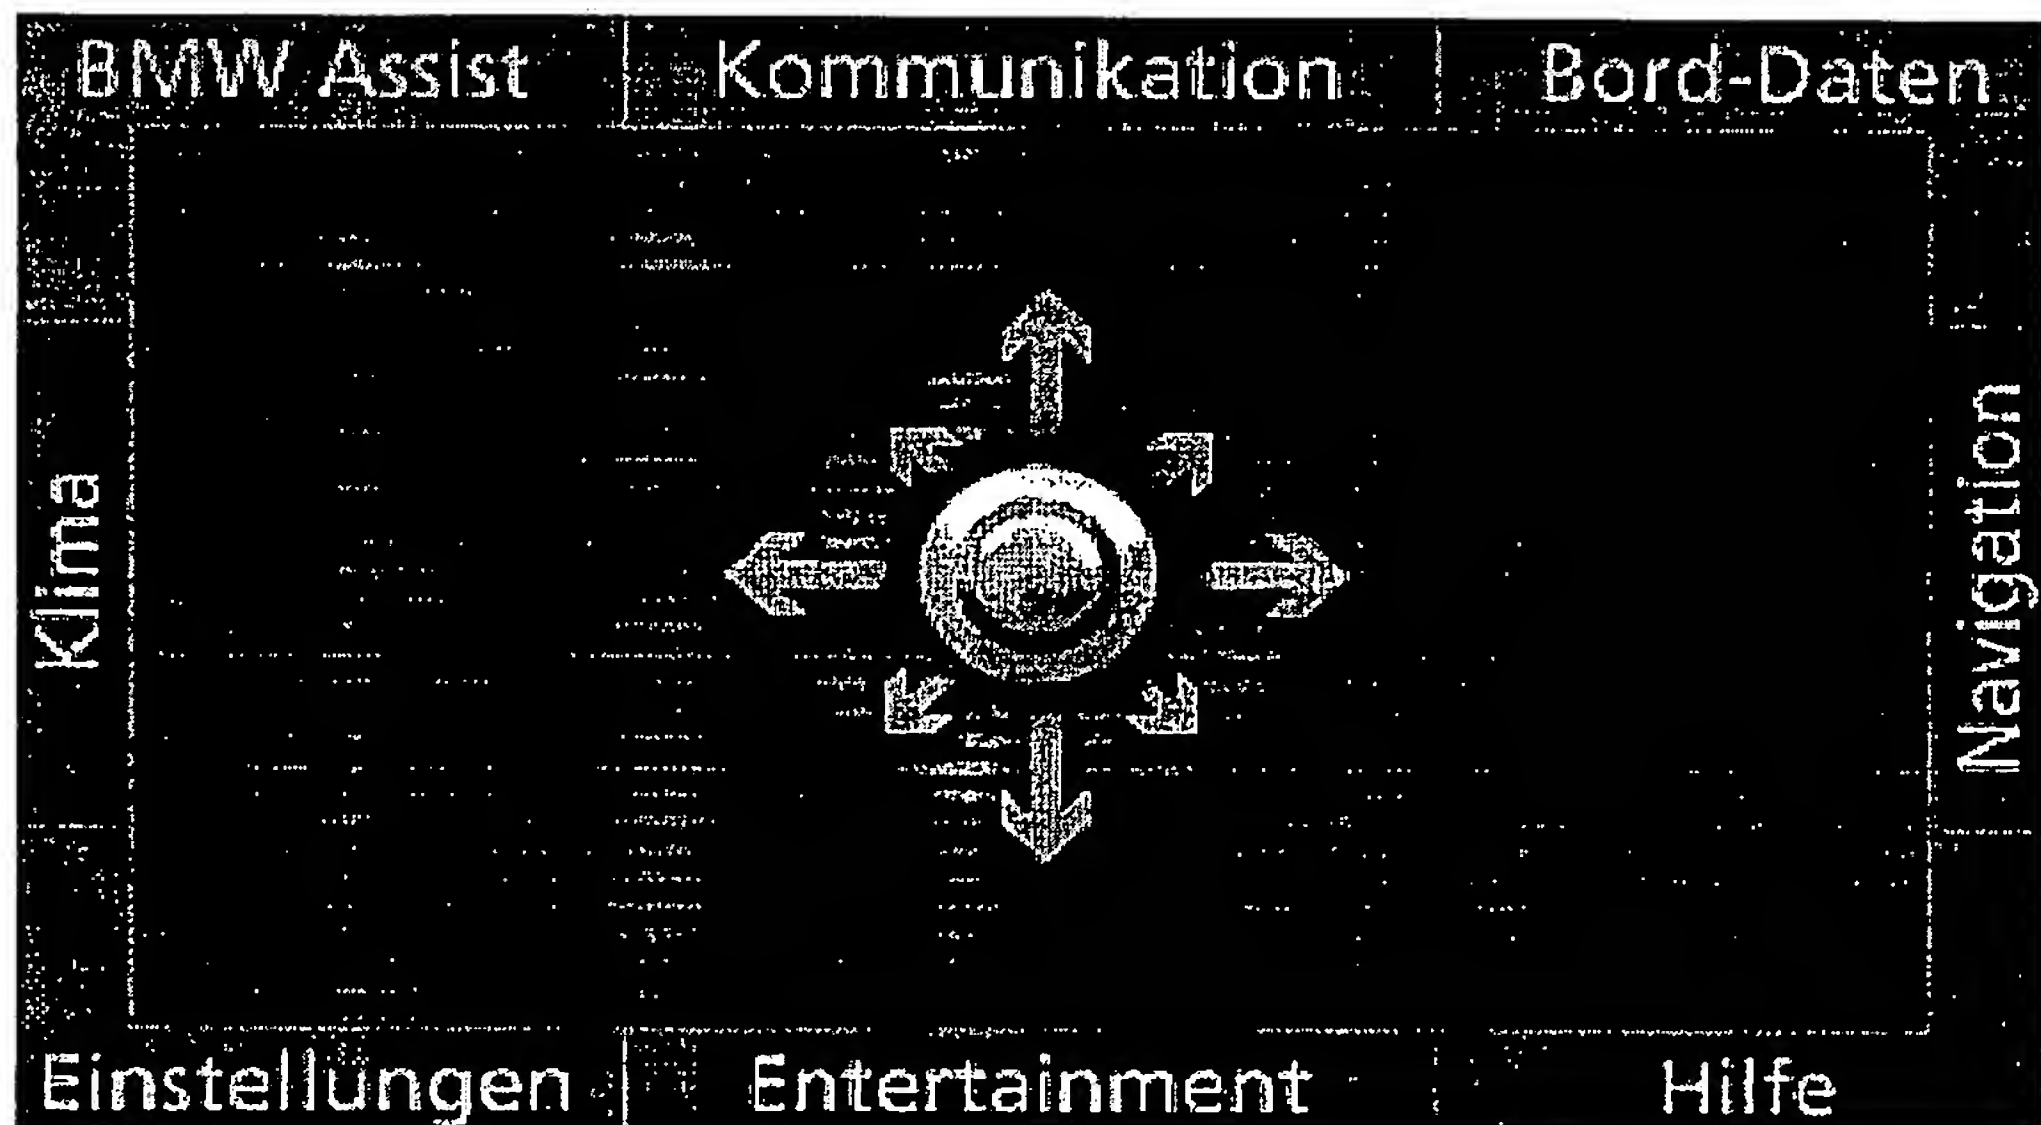 BMW Assist
Kommunikation
Bord-Daten
Klima
Navigation
Einstellungen
Entertainment
Hilfe